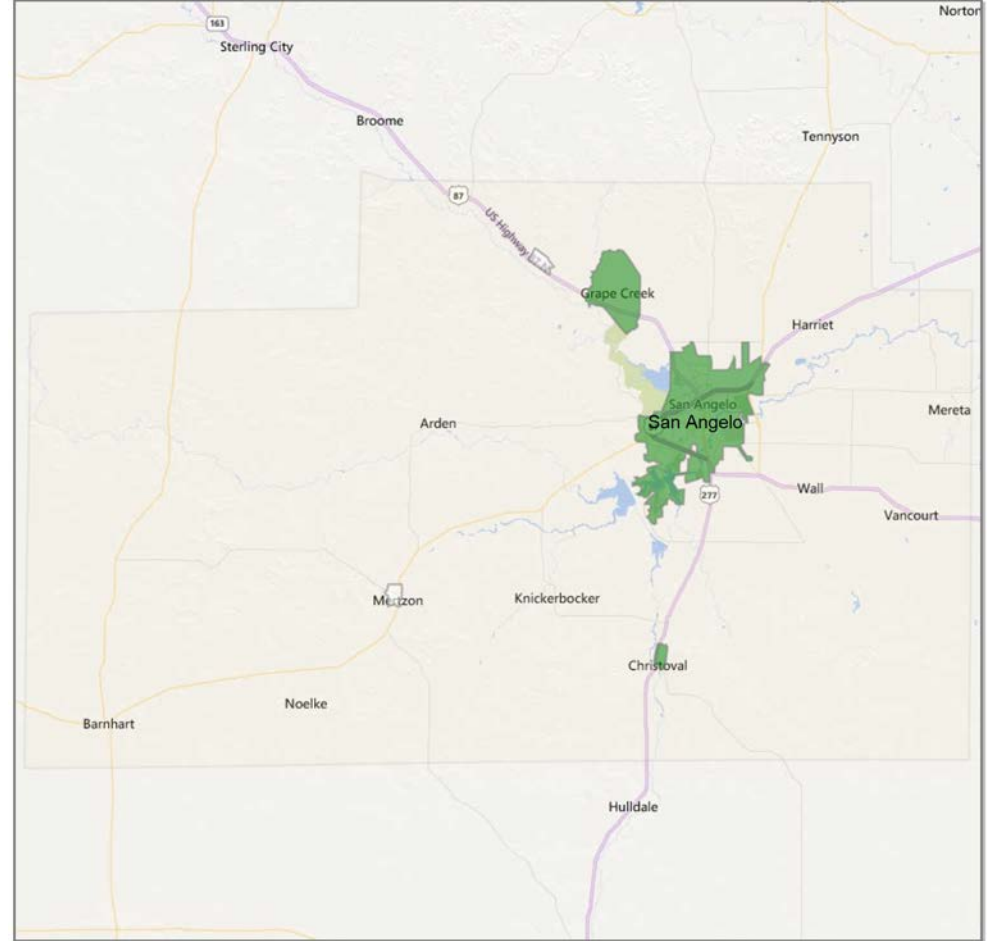 Norton
163
Sterling City
Broome
Tennyson
87
US Highway
Grape Creek
Harriet
San Angelo
San Angelo
Mereta
Arden
Wall
277
Vancourt
Mertzon
Knickerbocker
Christoval
Noelke
Barnhart
Hulldale